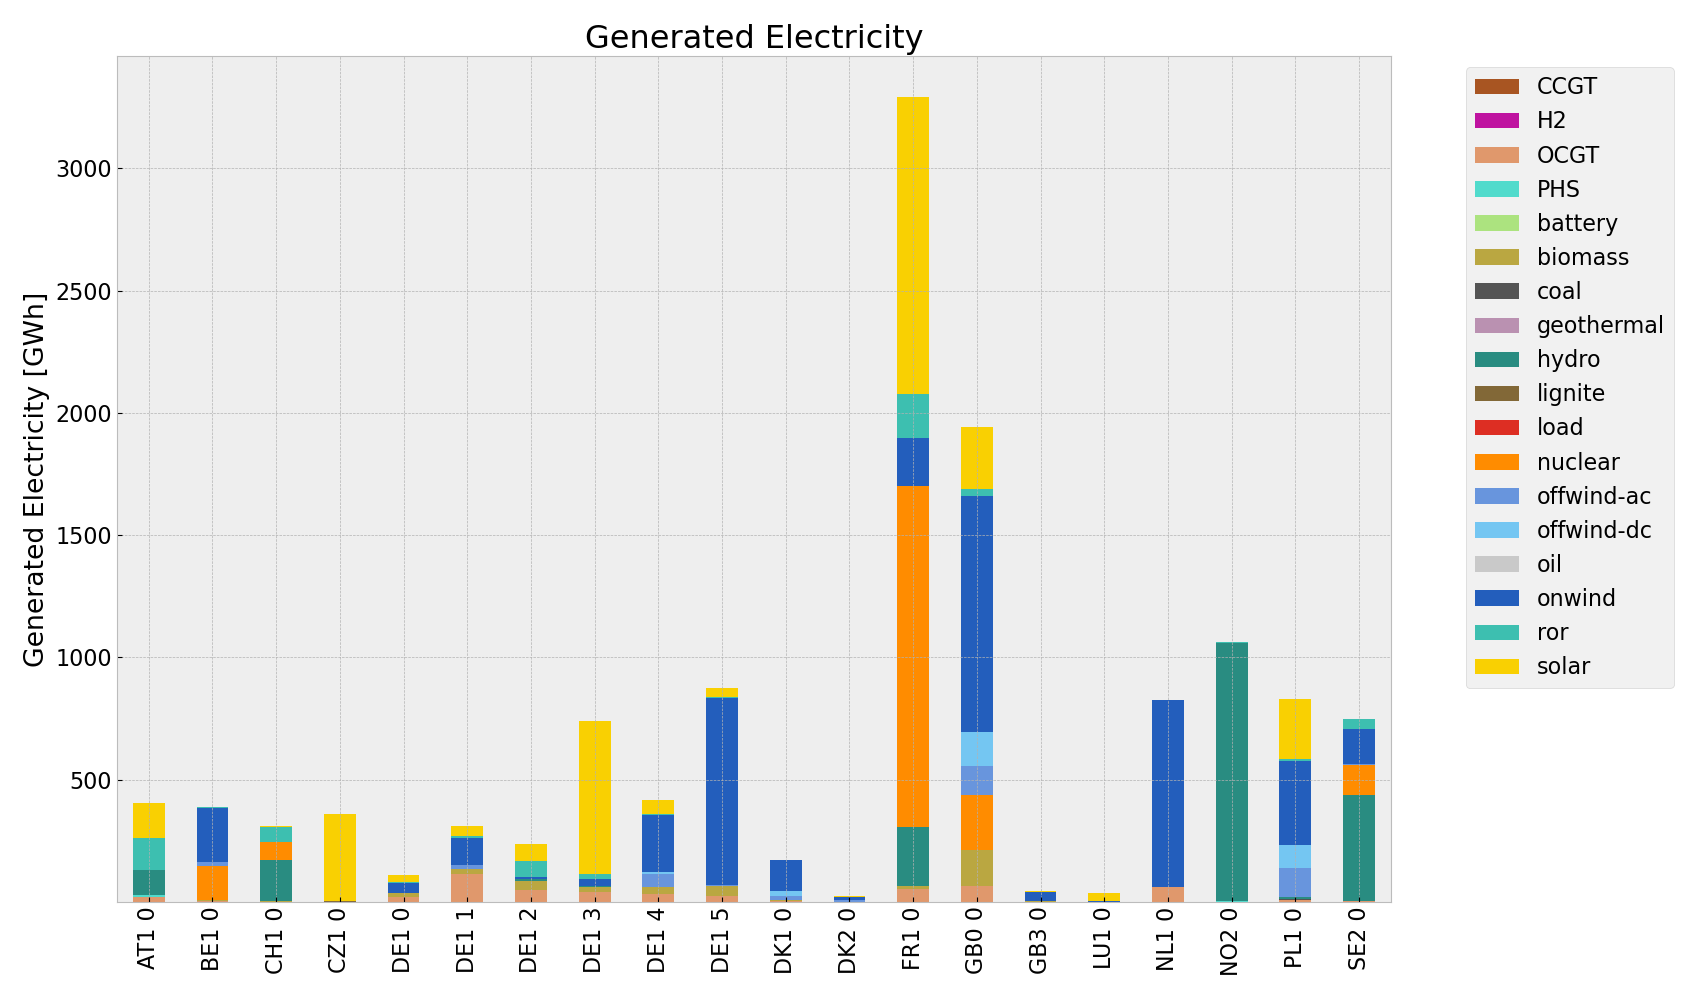 Generated Electricity
Generated Electricity [GWh]
3000
2500
2000
1500
1000
500
AT1 0
BE1 0
CH1 0
CZ1 0
DE1 0
DE1 1
DE1 2
DE1 3
DE1 4
DE1 5
DK1 0
DK2 0
FR1 0
GB0 0
GB3 0
LU1 0
NL1 0
NO2 0
PL1 0
SE2 0
CCGT
H2
OCGT
PHS
battery
biomass
coal
geothermal
hydro
lignite
load
nuclear
offwind-ac
offwind-dc
oil
onwind
ror
solar